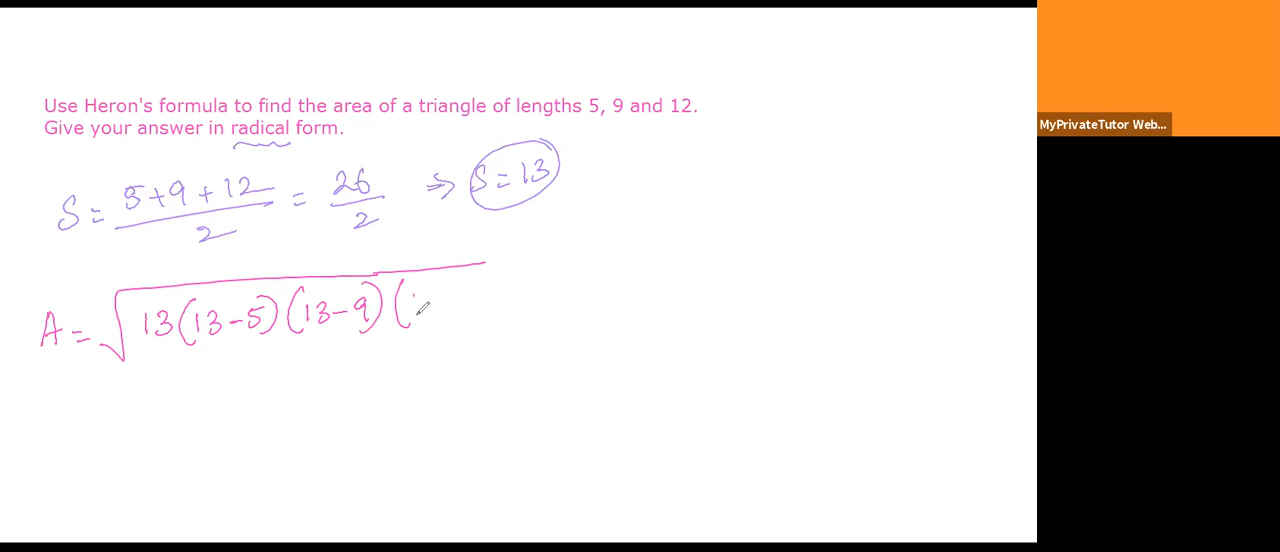 Use Heron's formula to find the area of a triangle of lengths 5, 9 and 12.
Give your answer in radical form.
MyPrivateTutor Web...
S = (5+9+12)/2 = 26/2 ⇒ S = 13
A = √13(13-5)(13-9)(